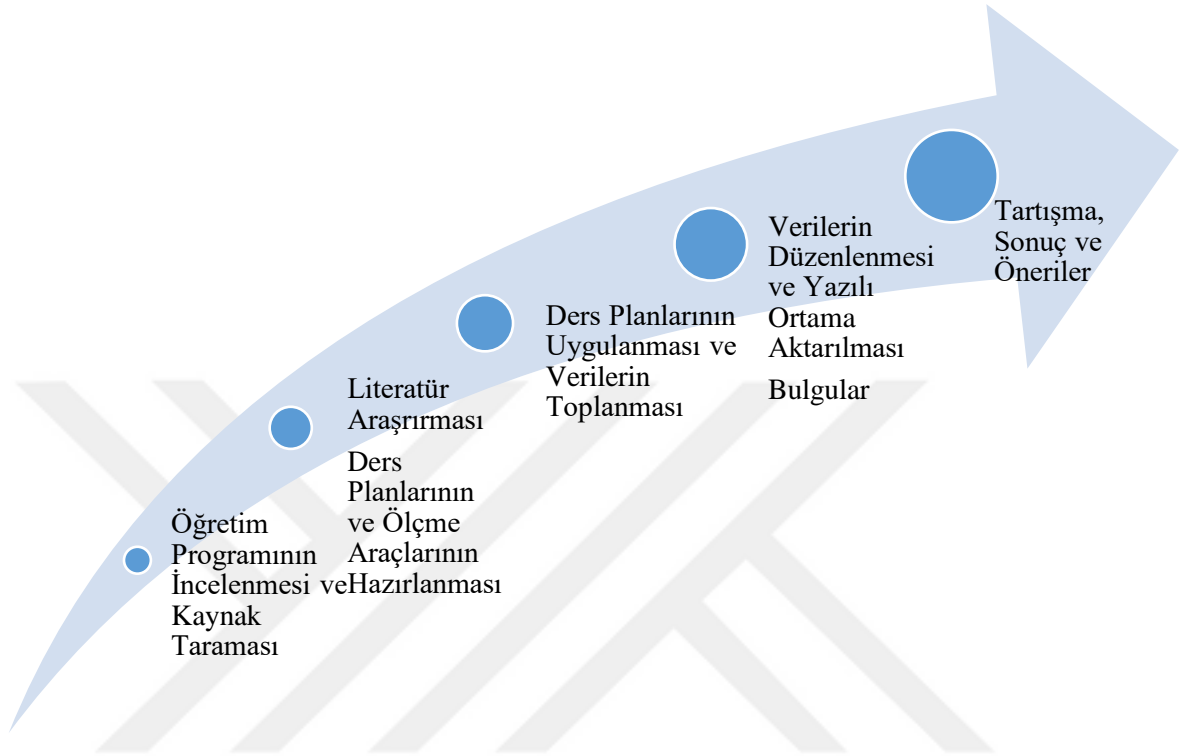 Öğretim
Programının
İncelenmesi ve
Kaynak
Taraması
Literatür
Araşrırması
Ders
Planlarının
ve Ölçme
Araçlarının
Hazırlanması
Ders Planlarının
Uygulanması ve
Verilerin
Toplanması
Verilerin
Düzenlenmesi
ve Yazılı
Ortama
Aktarılması
Bulgular
Tartışma,
Sonuç ve
Öneriler